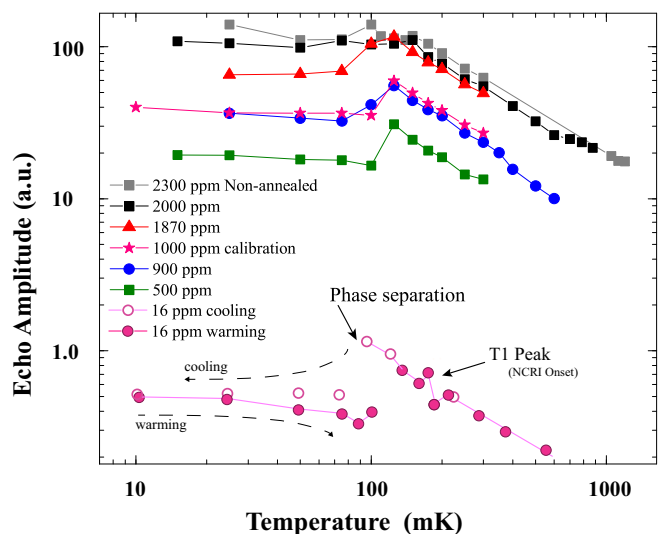 100
10
1.0
Echo Amplitude (a.u.)
2300 ppm Non-annealed
2000 ppm
1870 ppm
1000 ppm calibration
900 ppm
500 ppm
16 ppm cooling
16 ppm warming
Phase separation
T1 Peak
(NCRI Onset)
cooling
warming
10
100
1000
Temperature (mK)